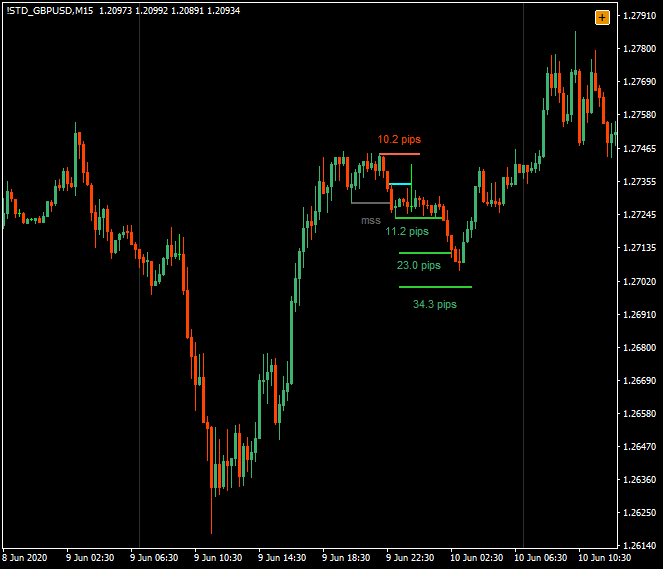 !STD_GBPUSD,M15 1.20973 1.20992 1.20891 1.20934
+
1.27910
1.27800
1.27690
1.27580
1.27465
1.27355
1.27245
1.27135
1.27020
1.26910
1.26800
1.26690
1.26580
1.26470
1.26360
1.26250
1.26140
10.2 pips
mss
11.2 pips
23.0 pips
34.3 pips
8 Jun 2020
9 Jun 02:30
9 Jun 06:30
9 Jun 10:30
9 Jun 14:30
9 Jun 18:30
9 Jun 22:30
10 Jun 02:30
10 Jun 06:30
10 Jun 10:30